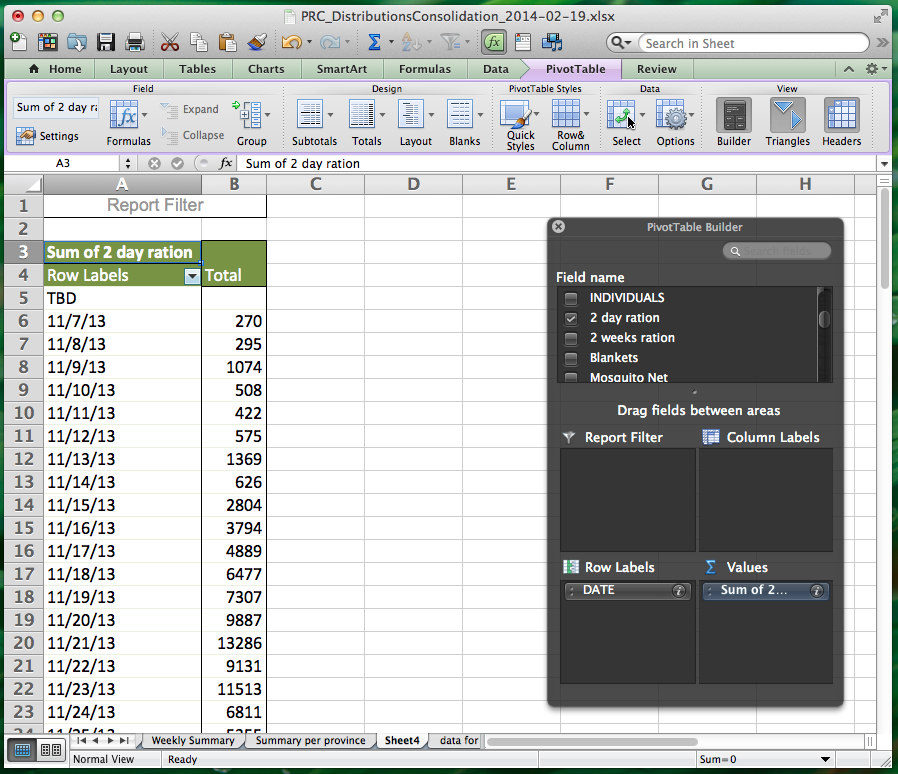 PRC_DistributionsConsolidation_2014-02-19.xlsx
Search in Sheet
Home Layout Tables Charts SmartArt Formulas Data PivotTable Review
Field Design PivotTable Styles Data View
Sum of 2 day ra
Settings
Formulas
Expand
Collapse
Group
Subtotals Totals Layout Blanks
Quick Styles
Row& Column
Select Options
Builder Triangles Headers
A3 fx Sum of 2 day ration
A B C D E F G H
1 Report Filter
2
3 Sum of 2 day ration
4 Row Labels Total
5 TBD
6 11/7/13 270
7 11/8/13 295
8 11/9/13 1074
9 11/10/13 508
10 11/11/13 422
11 11/12/13 575
12 11/13/13 1369
13 11/14/13 626
14 11/15/13 2804
15 11/16/13 3794
16 11/17/13 4889
17 11/18/13 6477
18 11/19/13 7307
19 11/20/13 9887
20 11/21/13 13286
21 11/22/13 9131
22 11/23/13 11513
23 11/24/13 6811
PivotTable Builder
Search fields
Field name
INDIVIDUALS
2 day ration
2 weeks ration
Blankets
Mosquito Net
Drag fields between areas
Report Filter Column Labels
Row Labels Values
DATE Sum of 2...
Weekly Summary Summary per province Sheet4 data for
Normal View Ready Sum=0